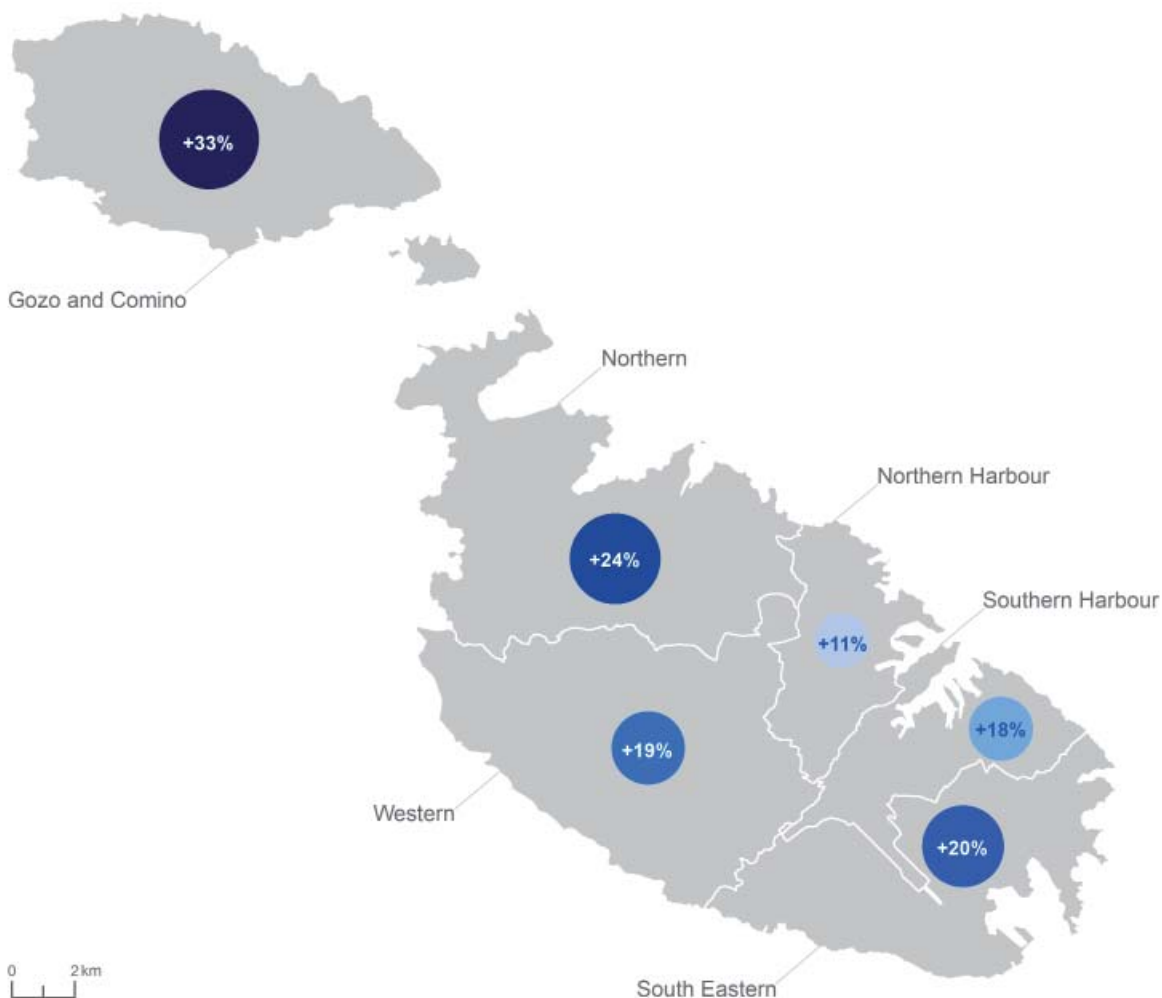 +33%
Gozo and Comino
Northern
Northern Harbour
+24%
Southern Harbour
+11%
+18%
+19%
Western
+20%
0 2 km
South Eastern